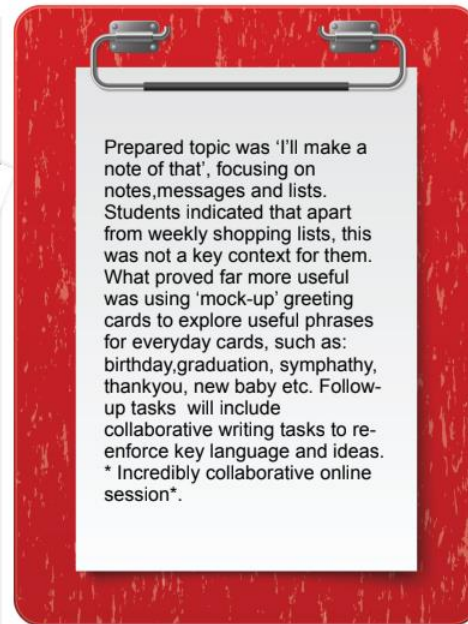 Prepared topic was ‘I’ll make a
note of that’, focusing on
notes,messages and lists.
Students indicated that apart
from weekly shopping lists, this
was not a key context for them.
What proved far more useful
was using ‘mock-up’ greeting
cards to explore useful phrases
for everyday cards, such as:
birthday,graduation, symphathy,
thankyou, new baby etc. Follow-
up tasks  will include
collaborative writing tasks to re-
enforce key language and ideas.
* Incredibly collaborative online
session*.